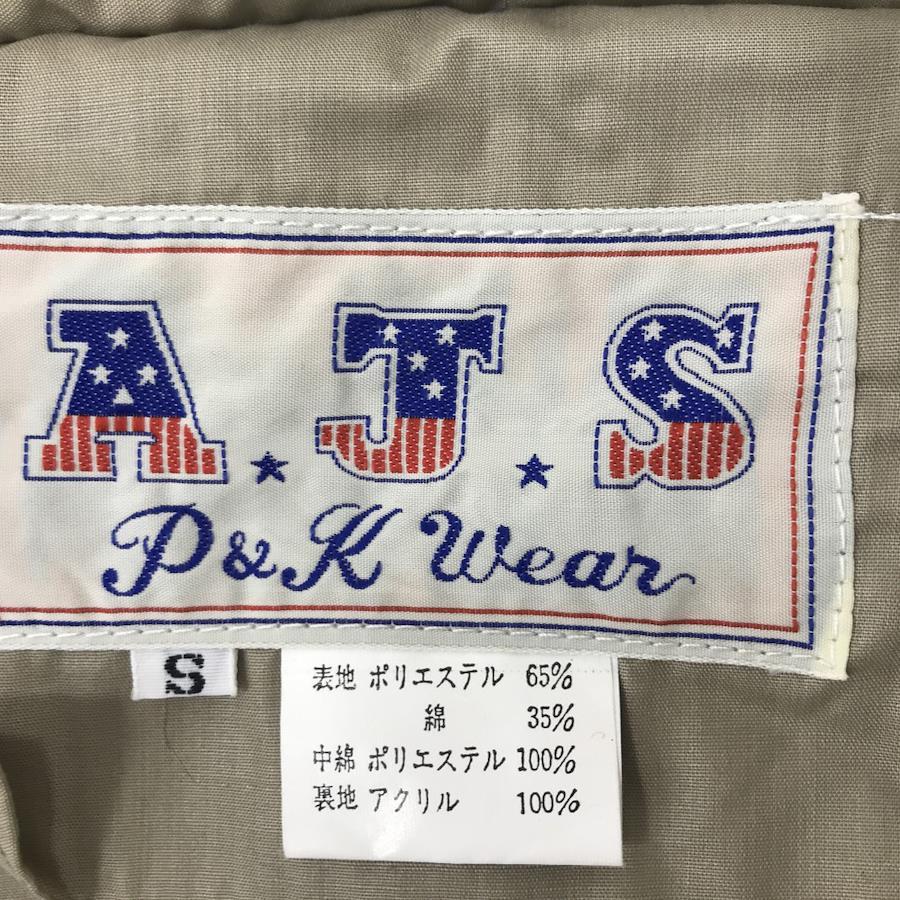 A.J.S
P&K Wear
S
表地 ポリエステル 65%
綿 35%
中綿 ポリエステル 100%
裏地 アクリル 100%